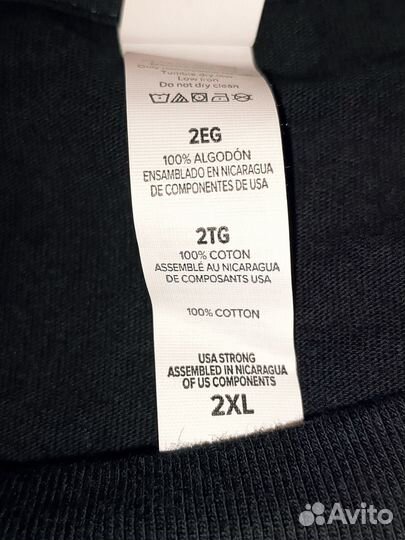 Tumble dry low
Low iron
Do not dry clean
2EG
100% ALGODÓN
ENSAMBLADO EN NICARAGUA
DE COMPONENTES DE USA
2TG
100% COTON
ASSEMBLÉ AU NICARAGUA
DE COMPOSANTS USA
100% COTTON
USA STRONG
ASSEMBLED IN NICARAGUA
OF US COMPONENTS
2XL
Avito